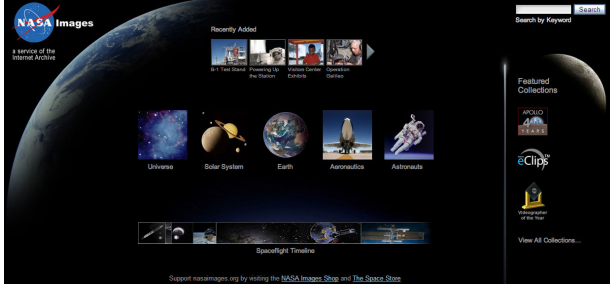 NASA Images
a service of the
Internet Archive
Recently Added
B-1 Test Stand
Powering Up
the Station
Visitors Center
Exhibits
Operation
Galileo
Search
Search by Keyword
Universe
Solar System
Earth
Aeronautics
Astronauts
Featured
Collections
APOLLO
40
YEARS
eClips™
Videographer
of the Year
View All Collections...
Spaceflight Timeline
Support nasaimages.org by visiting the NASA Images Shop and The Space Store